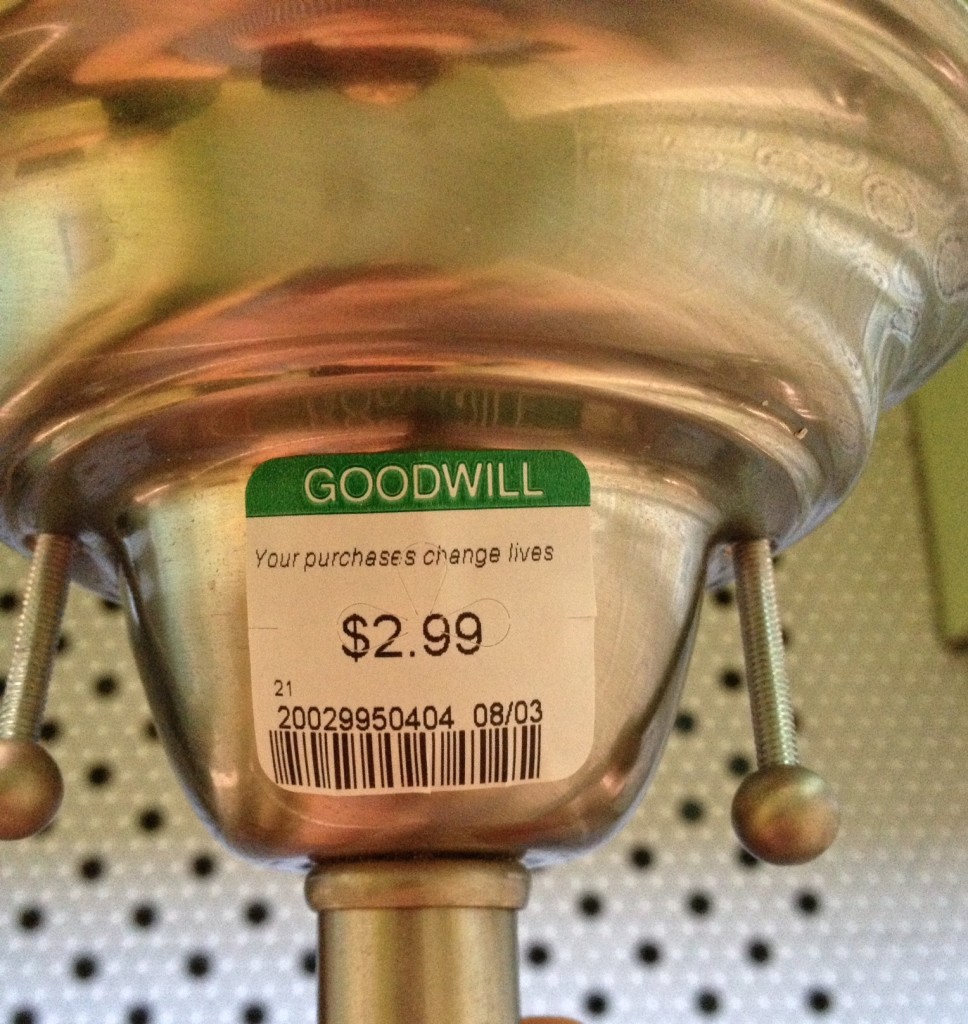 GOODWILL
Your purchases change lives
$2.99
21
20029950404 08/03